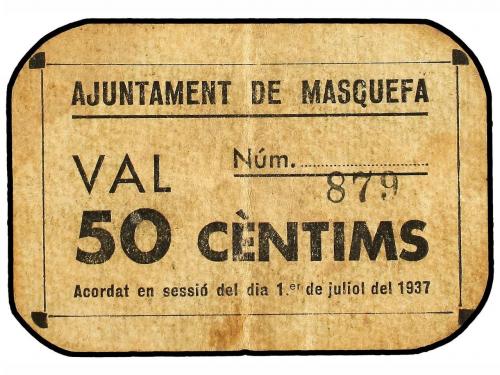 AJUNTAMENT DE MASQUEFA
VAL
Núm. 879
50 CÈNTIMS
Acordat en sessió del dia 1.er de juliol del 1937